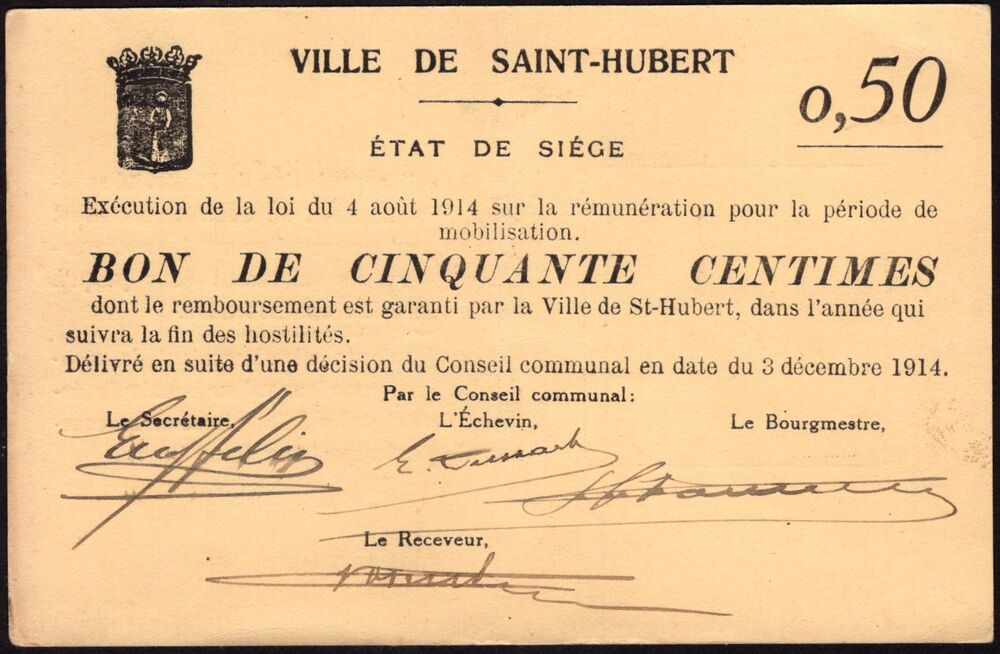 VILLE DE SAINT-HUBERT
0,50
ÉTAT DE SIÉGE
Exécution de la loi du 4 août 1914 sur la rémunération pour la période de
mobilisation.
BON DE CINQUANTE CENTIMES
dont le remboursement est garanti par la Ville de St-Hubert, dans l'année qui
suivra la fin des hostilités.
Délivré en suite d'une décision du Conseil communal en date du 3 décembre 1914.
Par le Conseil communal:
Le Secrétaire, L'Échevin, Le Bourgmestre,
Le Receveur,